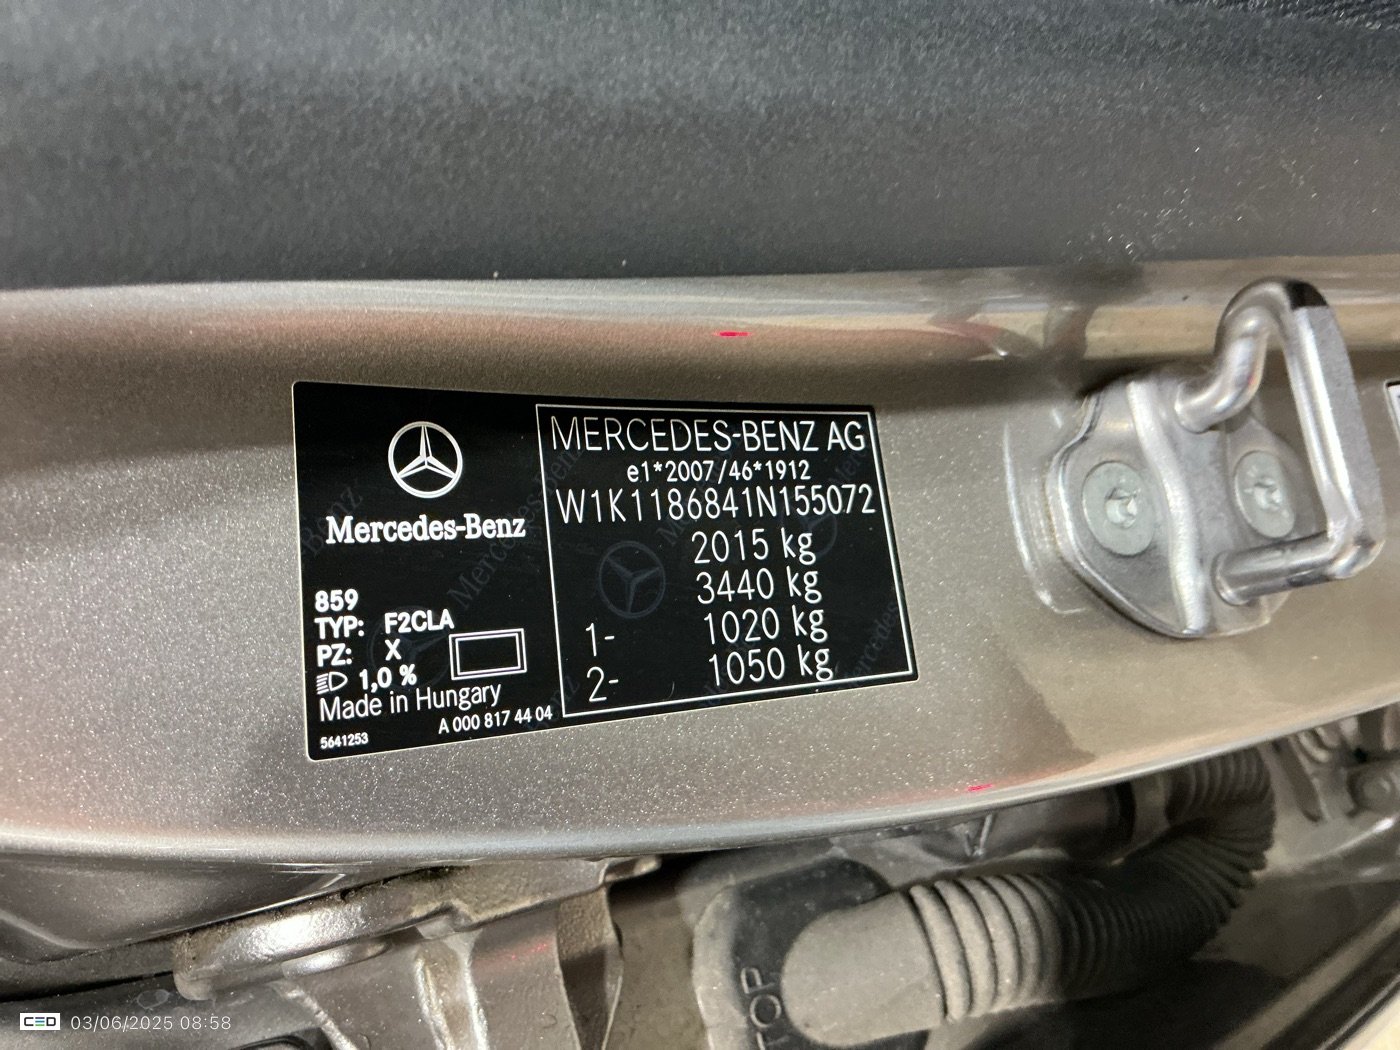 Mercedes-Benz
859
TYP: F2CLA
PZ: X
1,0 %
Made in Hungary
A 000 817 44 04
5641253
MERCEDES-BENZ AG
e1*2007/46*1912
W1K1186841N155072
2015 kg
3440 kg
1- 1020 kg
2- 1050 kg
TOP
CED 03/06/2025 08:58